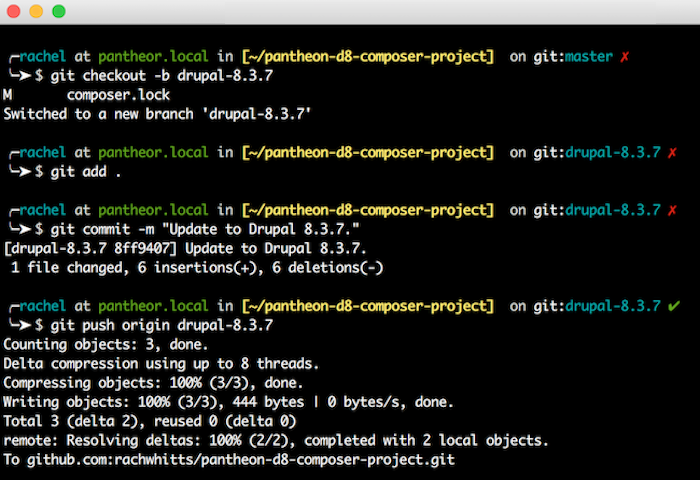 ╭─rachel at pantheor.local in [~/pantheon-d8-composer-project]  on git:master ✗
╰─➤ $ git checkout -b drupal-8.3.7
M       composer.lock
Switched to a new branch 'drupal-8.3.7'
╭─rachel at pantheor.local in [~/pantheon-d8-composer-project]  on git:drupal-8.3.7 ✗
╰─➤ $ git add .
╭─rachel at pantheor.local in [~/pantheon-d8-composer-project]  on git:drupal-8.3.7 ✗
╰─➤ $ git commit -m "Update to Drupal 8.3.7."
[drupal-8.3.7 8ff9407] Update to Drupal 8.3.7.
 1 file changed, 6 insertions(+), 6 deletions(-)
╭─rachel at pantheor.local in [~/pantheon-d8-composer-project]  on git:drupal-8.3.7 ✔
╰─➤ $ git push origin drupal-8.3.7
Counting objects: 3, done.
Delta compression using up to 8 threads.
Compressing objects: 100% (3/3), done.
Writing objects: 100% (3/3), 444 bytes | 0 bytes/s, done.
Total 3 (delta 2), reused 0 (delta 0)
remote: Resolving deltas: 100% (2/2), completed with 2 local objects.
To github.com:rachwhitts/pantheon-d8-composer-project.git